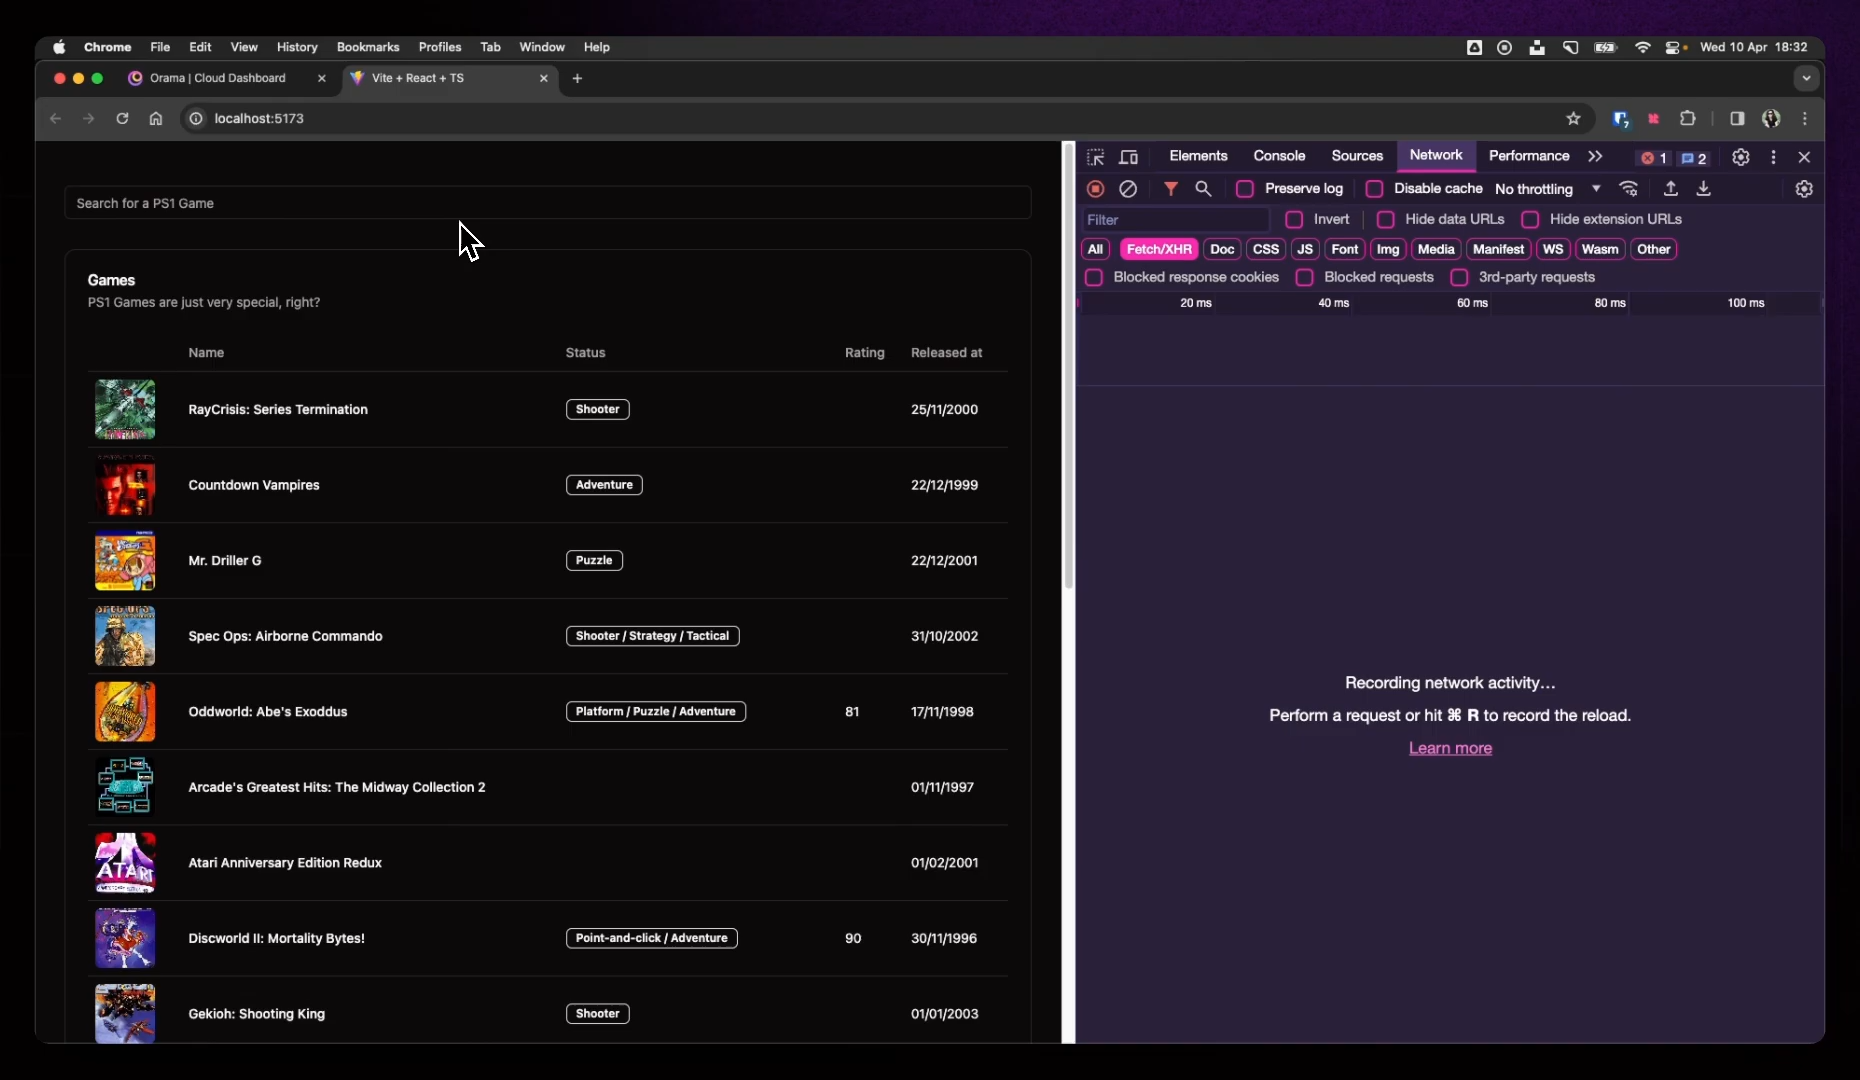 Chrome File Edit View History Bookmarks Profiles Tab Window Help Wed 10 Apr 18:32
Orama | Cloud Dashboard Vite + React + TS
localhost:5173
7
Search for a PS1 Game
Games
PS1 Games are just very special, right?
Name Status Rating Released at
RayCrisis: Series Termination Shooter 25/11/2000
Countdown Vampires Adventure 22/12/1999
Mr. Driller G Puzzle 22/12/2001
Spec Ops: Airborne Commando Shooter / Strategy / Tactical 31/10/2002
Oddworld: Abe's Exoddus Platform / Puzzle / Adventure 81 17/11/1998
Arcade's Greatest Hits: The Midway Collection 2 01/11/1997
ATARI
Atari Anniversary Edition Redux 01/02/2001
Discworld II: Mortality Bytes! Point-and-click / Adventure 90 30/11/1996
Gekioh: Shooting King Shooter 01/01/2003
Elements Console Sources Network Performance 1 2
Preserve log Disable cache No throttling
Filter Invert Hide data URLs Hide extension URLs
All Fetch/XHR Doc CSS JS Font Img Media Manifest WS Wasm Other
Blocked response cookies Blocked requests 3rd-party requests
20 ms 40 ms 60 ms 80 ms 100 ms
Recording network activity…
Perform a request or hit ⌘ R to record the reload.
Learn more